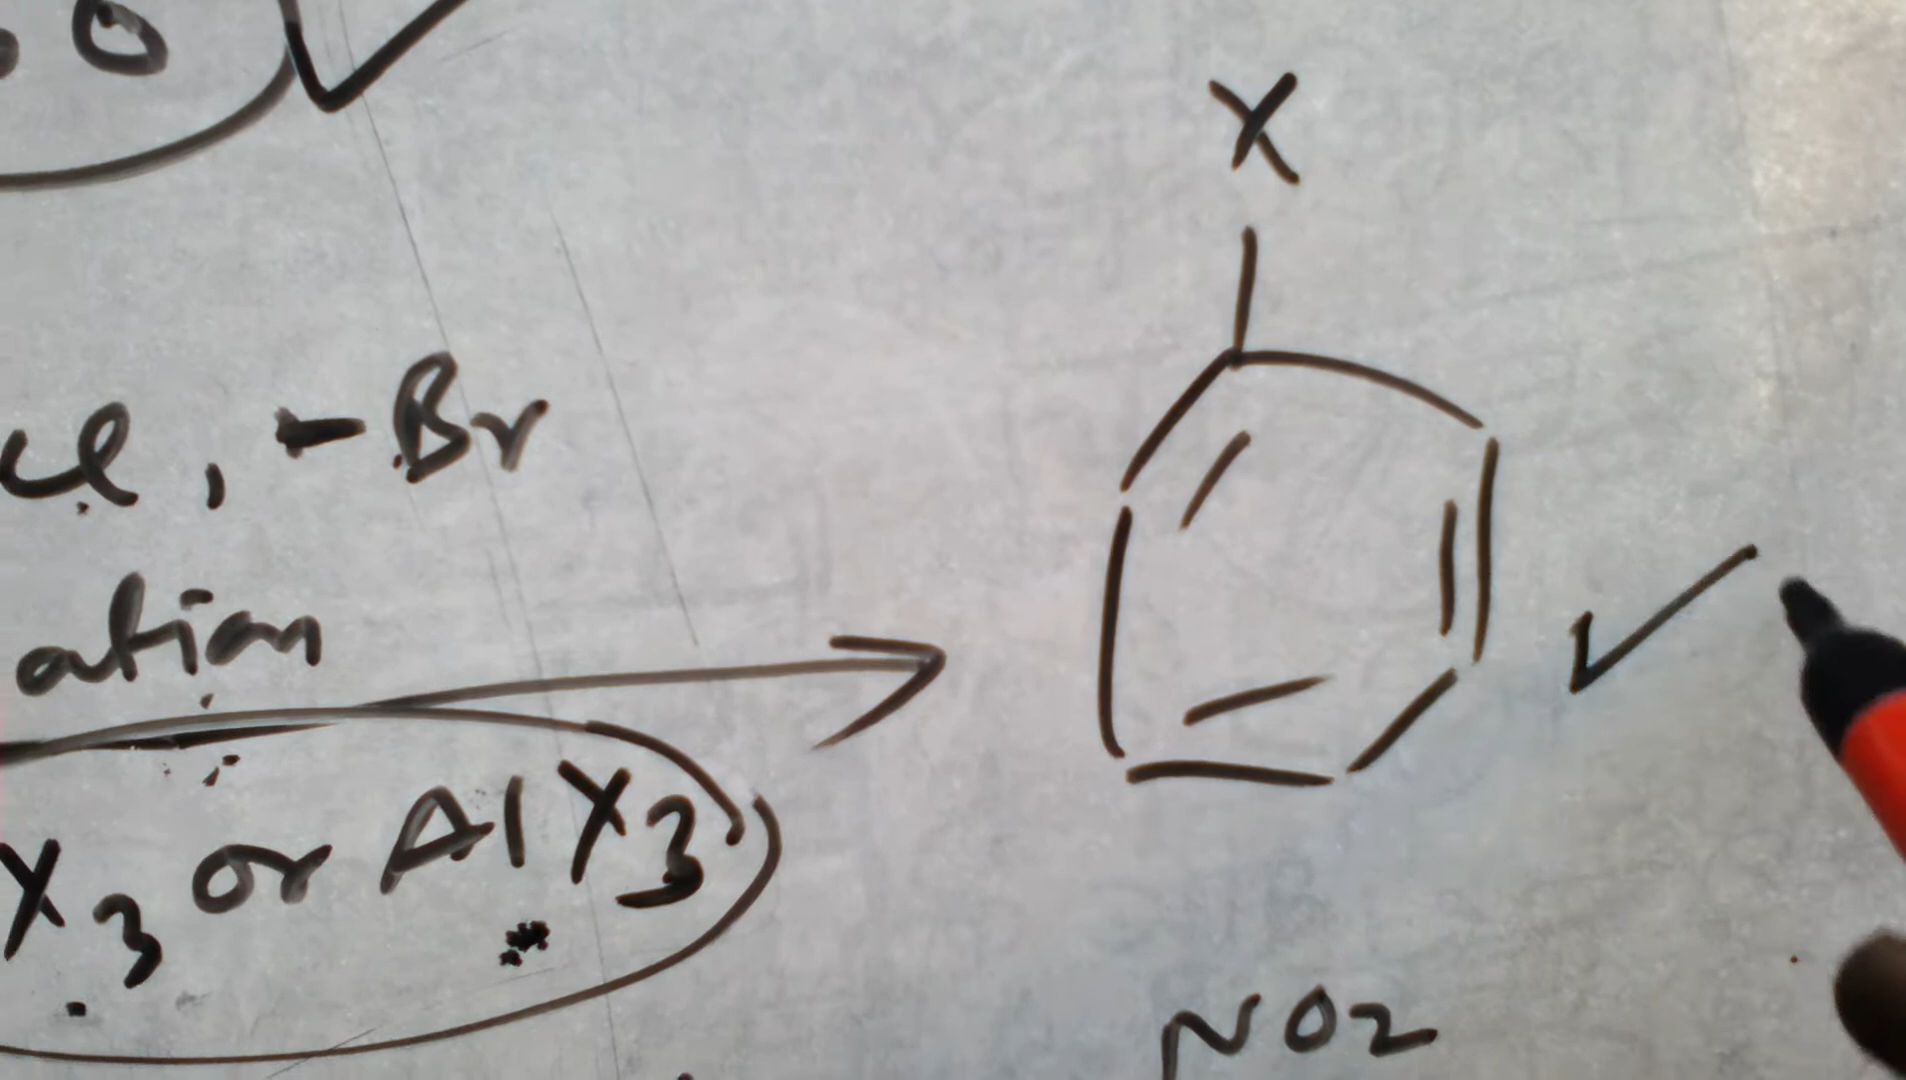 X
Cl, -Br
ation
X3 or AlX3
NO2